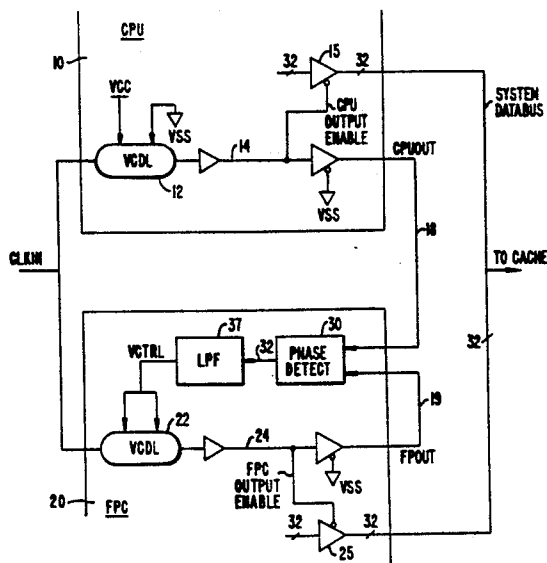 CPU
10
VCC
VSS
VCDL
12
14
32
15
32
CPU
OUTPUT
ENABLE
CPUOUT
VSS
SYSTEM
DATABUS
18
CLKIN
TO CACHE
37
30
VCTRL
LPF
32
PHASE
DETECT
32
22
VCDL
24
19
FPOUT
FPC
OUTPUT
ENABLE
VSS
20
FPC
32
32
25